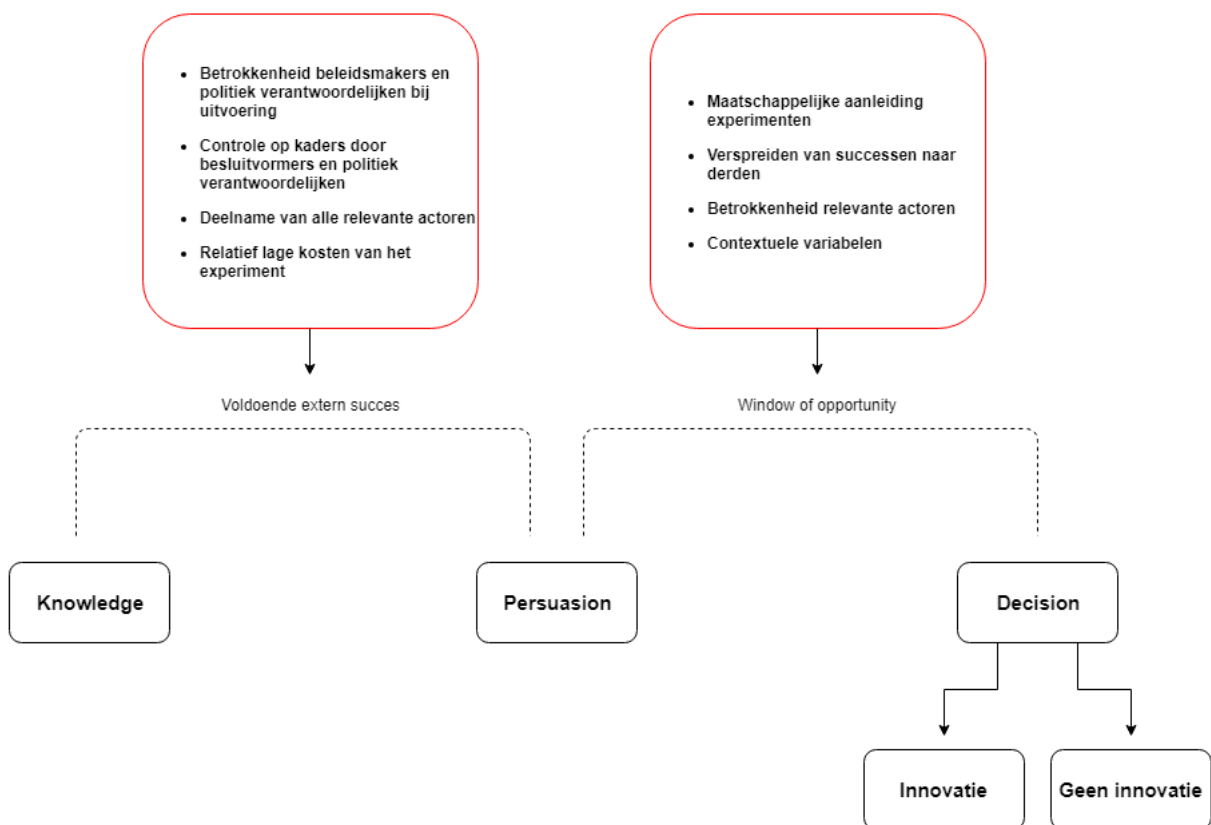 • Betrokkenheid beleidsmakers en
politiek verantwoordelijken bij
uitvoering
• Controle op kaders door
besluitvormers en politiek
verantwoordelijken
• Deelname van alle relevante actoren
• Relatief lage kosten van het
experiment
• Maatschappelijke aanleiding
experimenten
• Verspreiden van successen naar
derden
• Betrokkenheid relevante actoren
• Contextuele variabelen
Voldoende extern succes
Window of opportunity
Knowledge
Persuasion
Decision
Innovatie
Geen innovatie